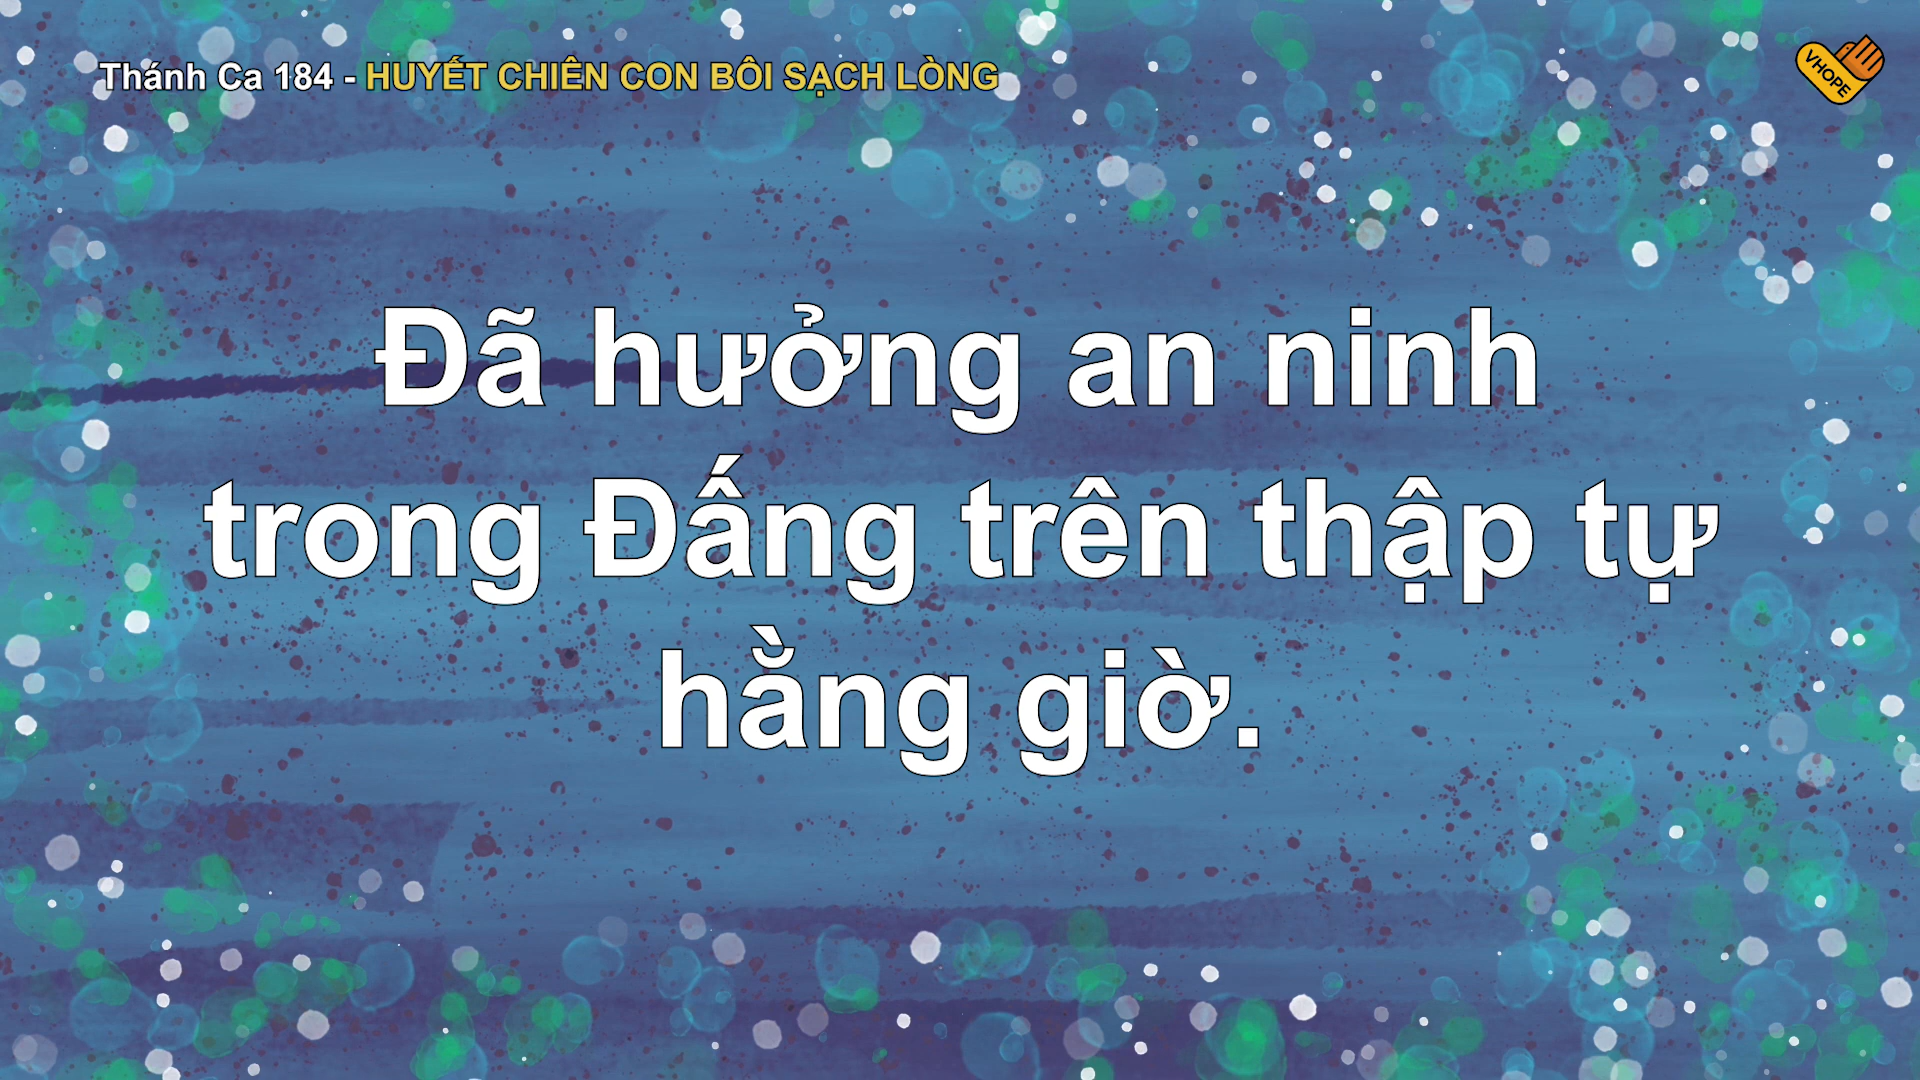 Thánh Ca 184 - HUYẾT CHIÊN CON BÔI SẠCH LÒNG
VHOPE
Đã hưởng an ninh
trong Đấng trên thập tự
hằng giờ.